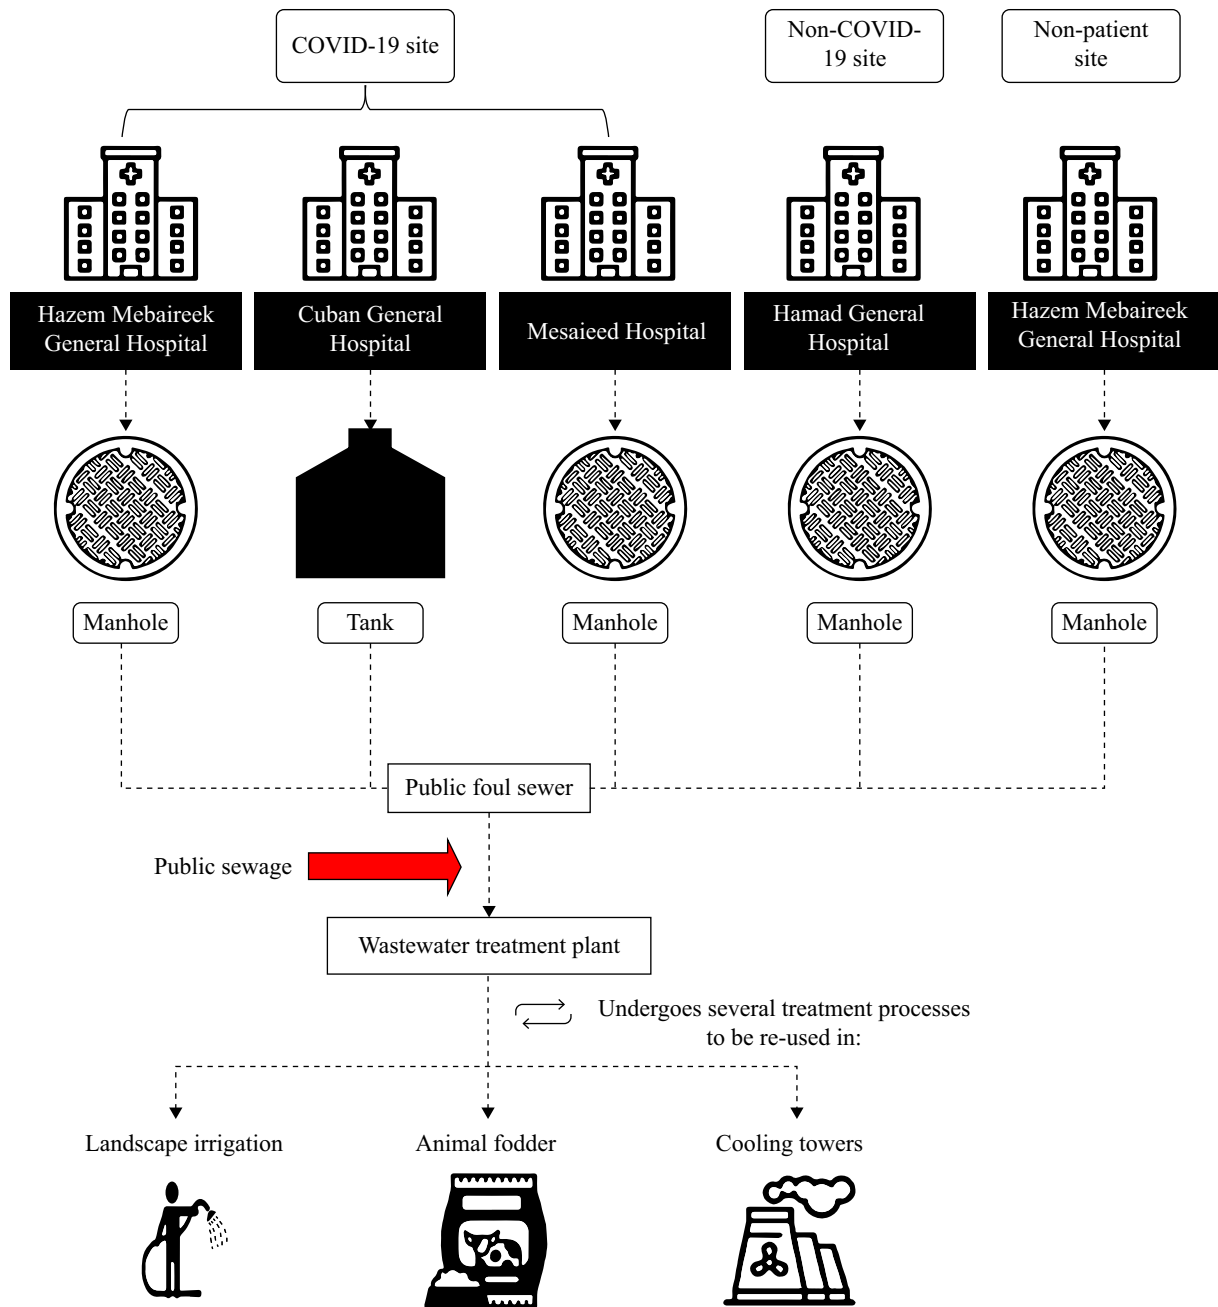 COVID-19 site
Non-COVID-
19 site
Non-patient
site
Hazem Mebaireek
General Hospital
Cuban General
Hospital
Mesaieed Hospital
Hamad General
Hospital
Hazem Mebaireek
General Hospital
Manhole
Tank
Manhole
Manhole
Manhole
Public foul sewer
Public sewage
Wastewater treatment plant
Undergoes several treatment processes
to be re-used in:
Landscape irrigation
Animal fodder
Cooling towers